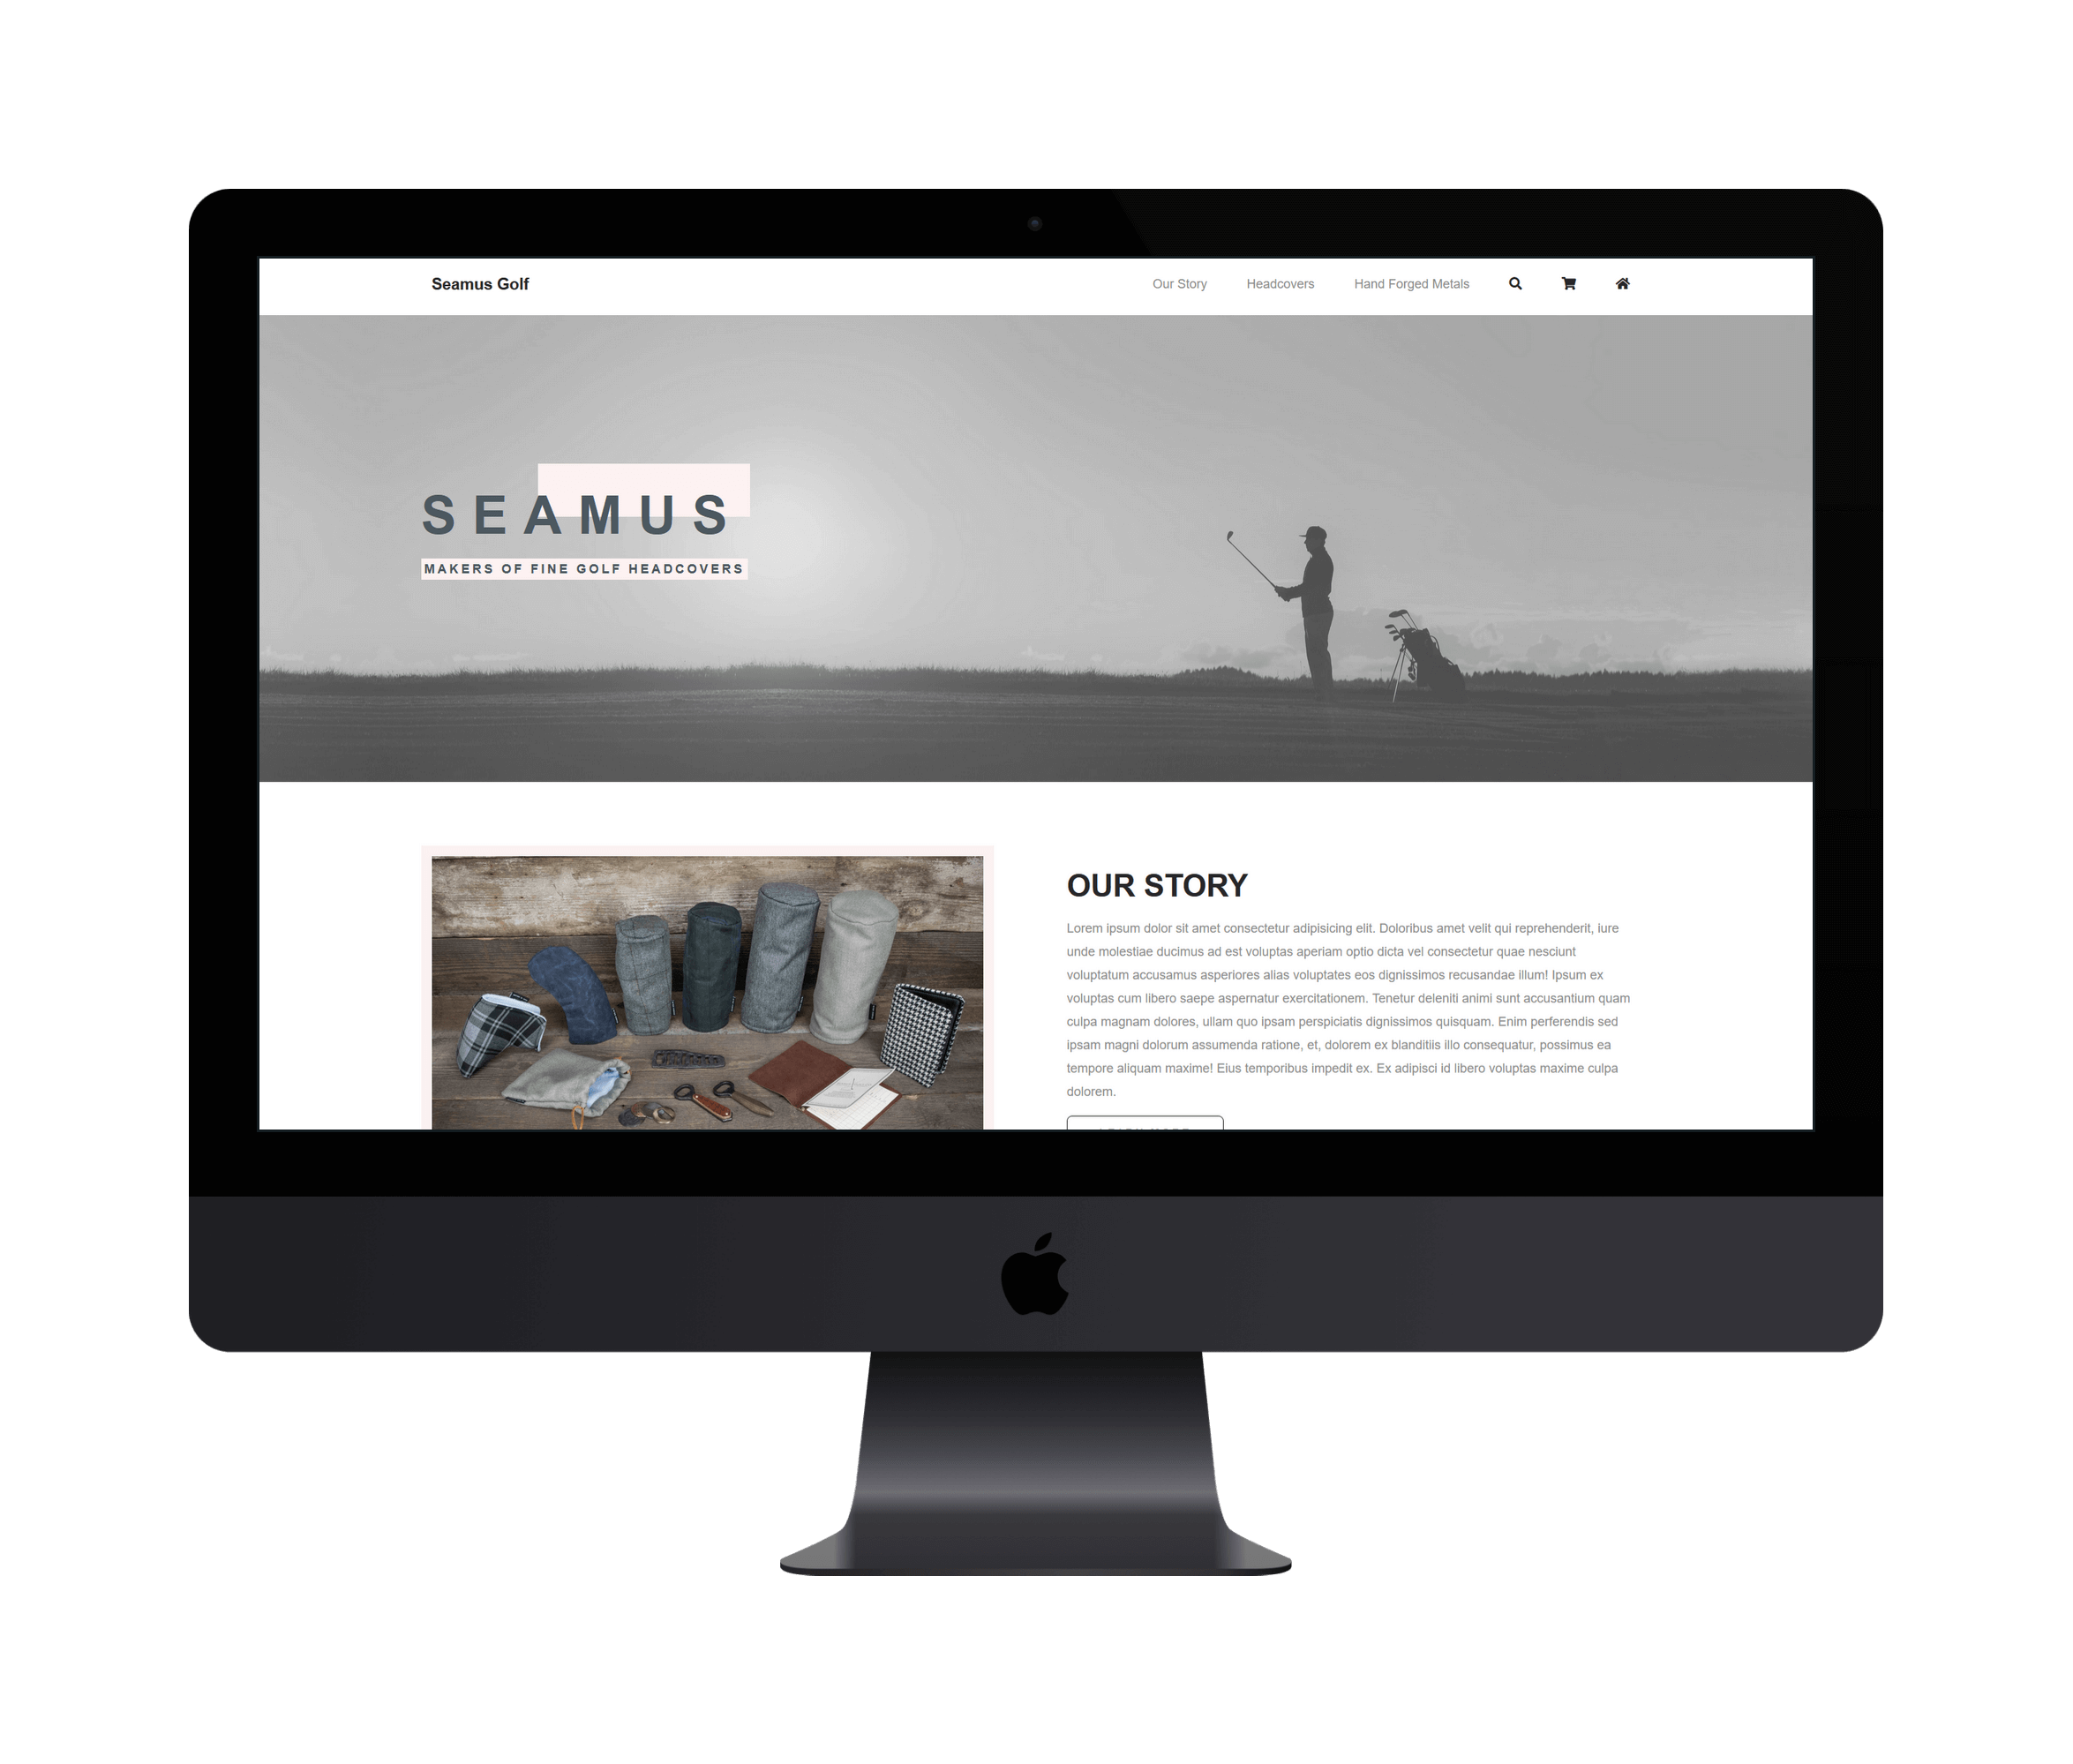 Seamus Golf
Our Story Headcovers Hand Forged Metals
SEAMUS
MAKERS OF FINE GOLF HEADCOVERS
OUR STORY
Lorem ipsum dolor sit amet consectetur adipisicing elit. Doloribus amet velit qui reprehenderit, iure
unde molestiae ducimus ad est voluptas aperiam optio dicta vel consectetur quae nesciunt
voluptatum accusamus asperiores alias voluptates eos dignissimos recusandae illum! Ipsum ex
voluptas cum libero saepe aspernatur exercitationem. Tenetur deleniti animi sunt accusantium quam
culpa magnam dolores, ullam quo ipsam perspiciatis dignissimos quisquam. Enim perferendis sed
ipsam magni dolorum assumenda ratione, et, dolorem ex blanditiis illo consequatur, possimus ea
tempore aliquam maxime! Eius temporibus impedit ex. Ex adipisci id libero voluptas maxime culpa
dolorem.